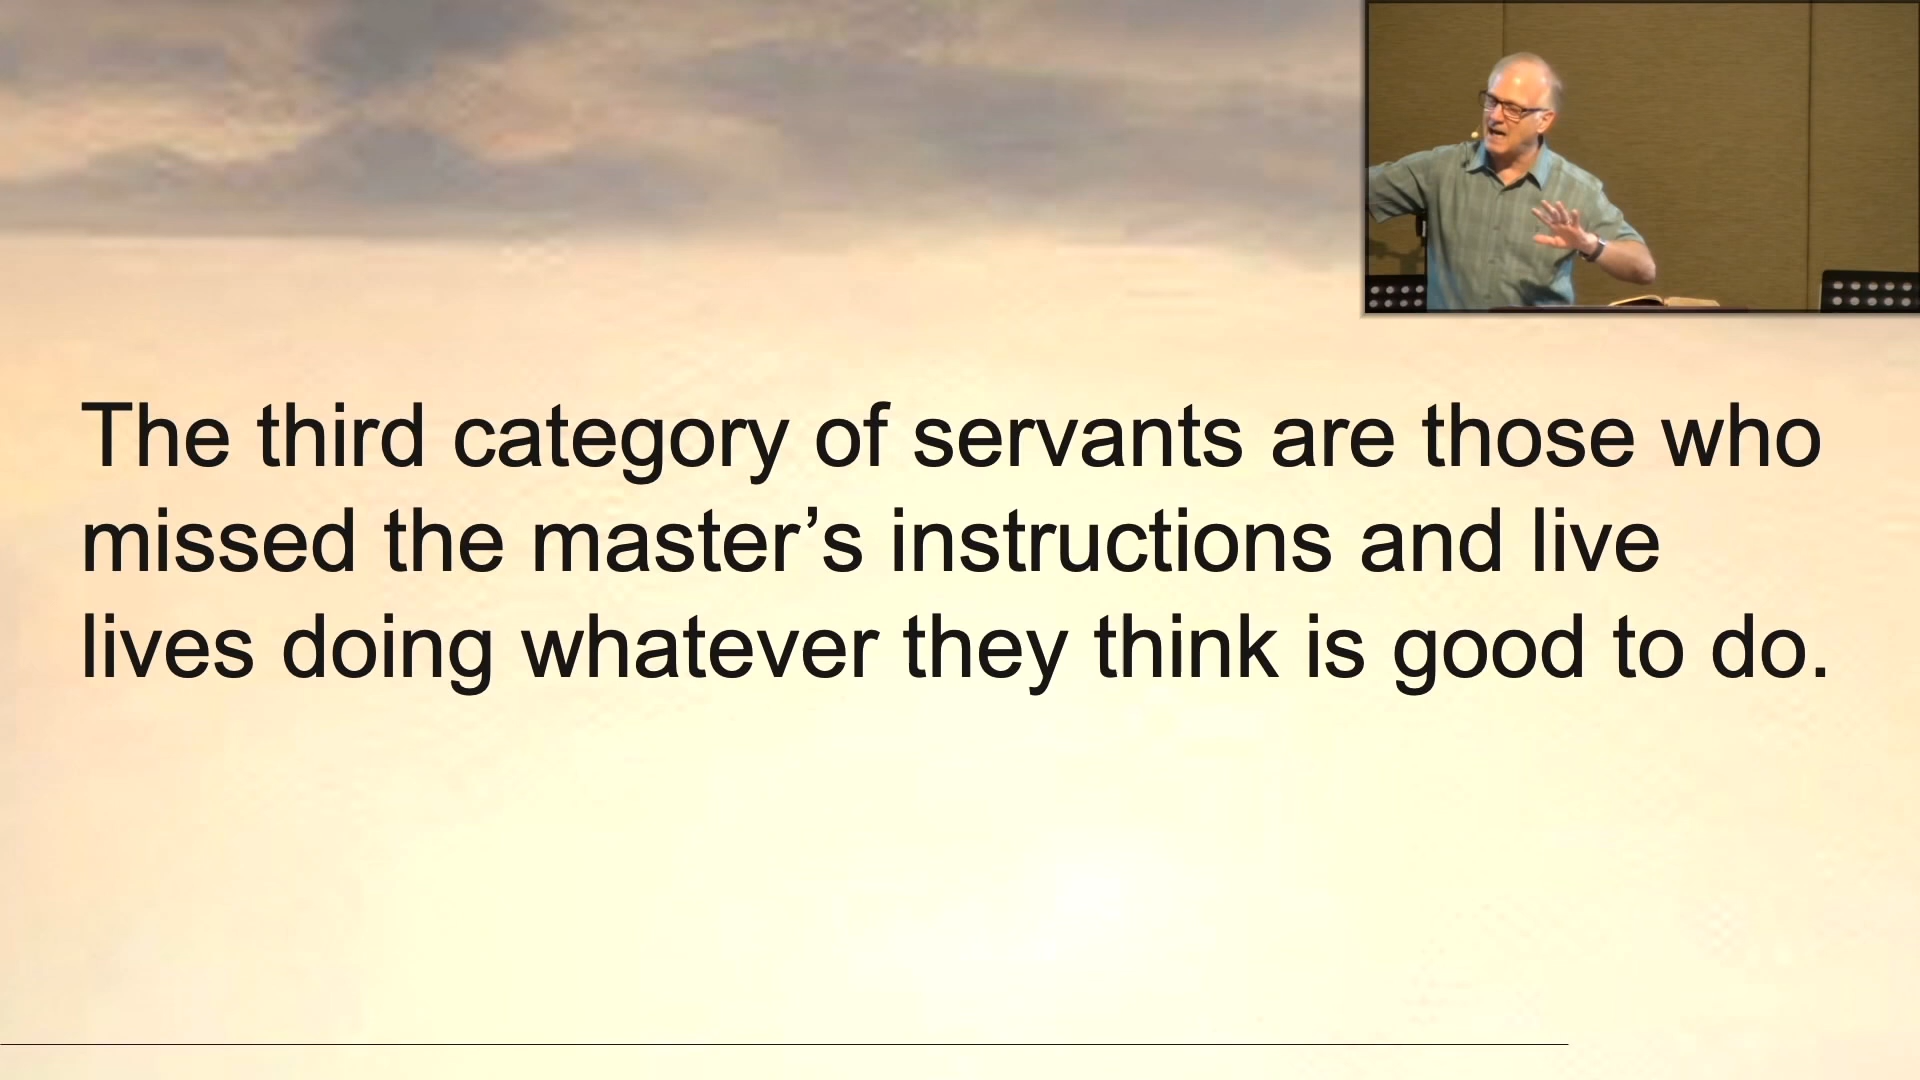 The third category of servants are those who
missed the master’s instructions and live
lives doing whatever they think is good to do.